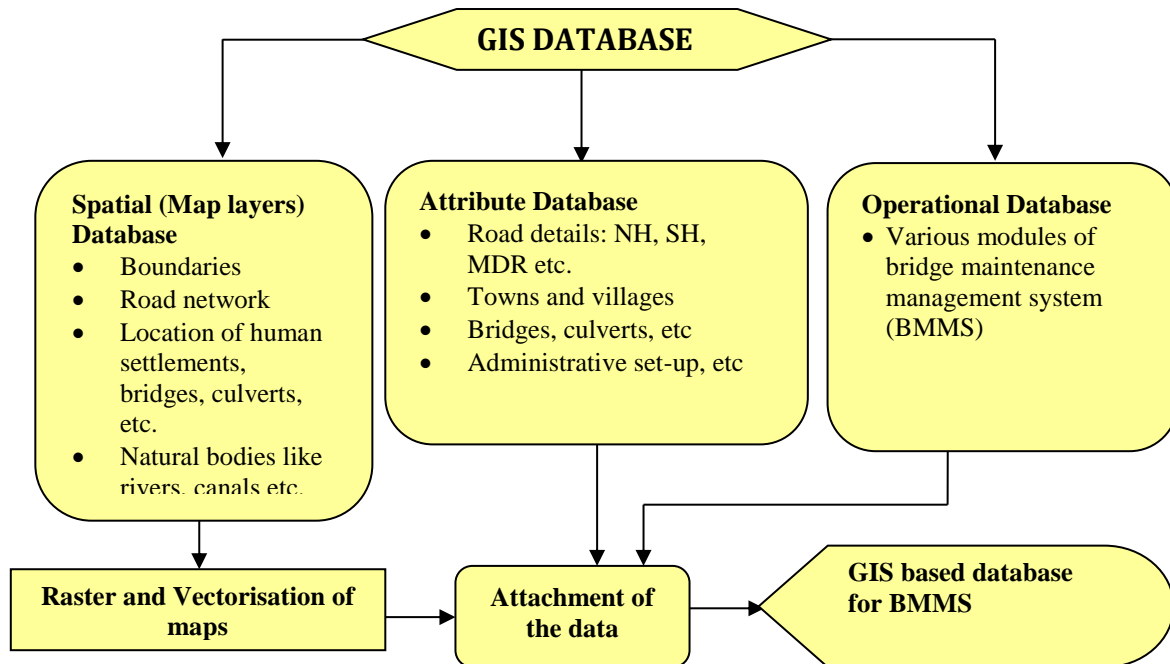 GIS DATABASE
Spatial (Map layers)
Database
• Boundaries
• Road network
• Location of human
settlements,
bridges, culverts,
etc.
• Natural bodies like
rivers, canals etc.
Attribute Database
• Road details: NH, SH,
MDR etc.
• Towns and villages
• Bridges, culverts, etc
• Administrative set-up, etc
Operational Database
• Various modules of
bridge maintenance
management system
(BMMS)
Raster and Vectorisation of
maps
Attachment of
the data
GIS based database
for BMMS